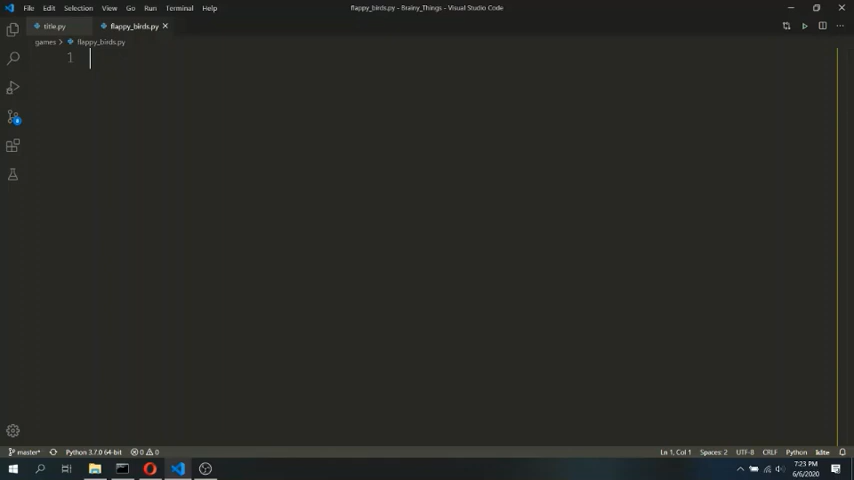 File Edit Selection View Go Run Terminal Help
flappy_birds.py - Brainy_Things - Visual Studio Code
title.py flappy_birds.py
games > flappy_birds.py
1
master* Python 3.7.0 64-bit 0 0 Ln 1, Col 1 Spaces: 2 UTF-8 CRLF Python kite
7:23 PM
6/6/2020